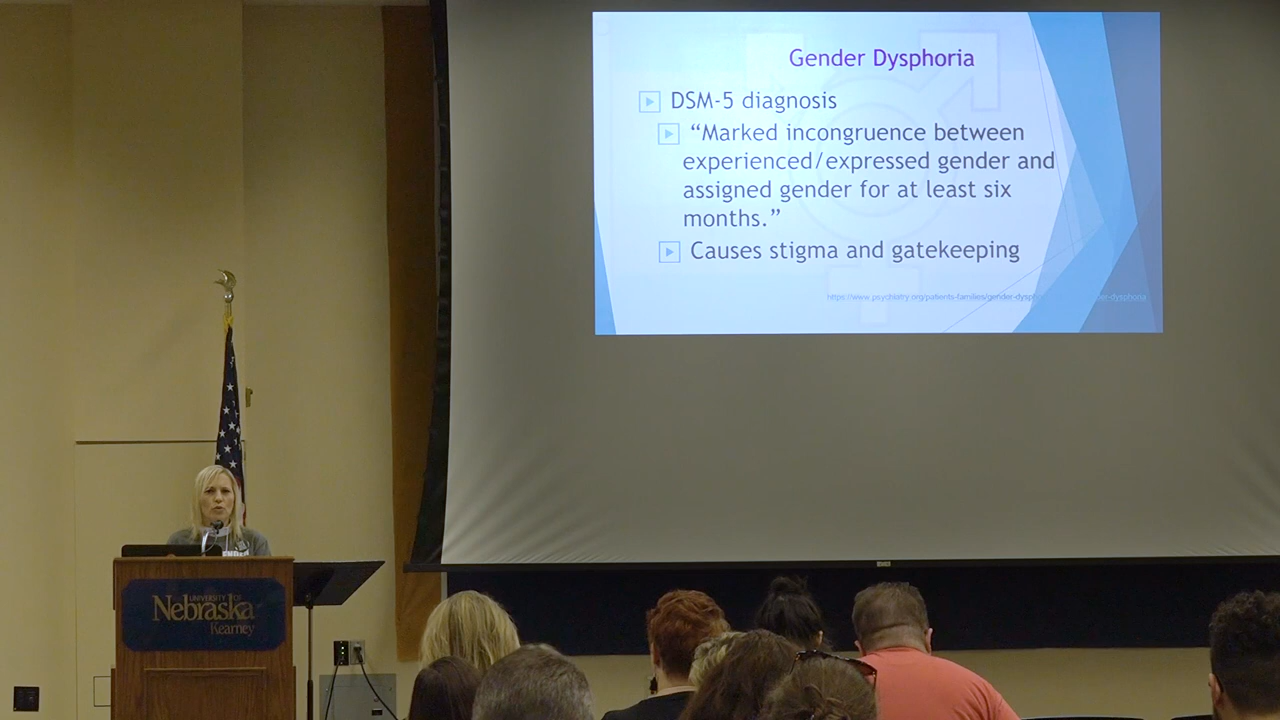 Gender Dysphoria
DSM-5 diagnosis
“Marked incongruence between
experienced/expressed gender and
assigned gender for at least six
months.”
Causes stigma and gatekeeping
UNIVERSITY OF
Nebraska
Kearney